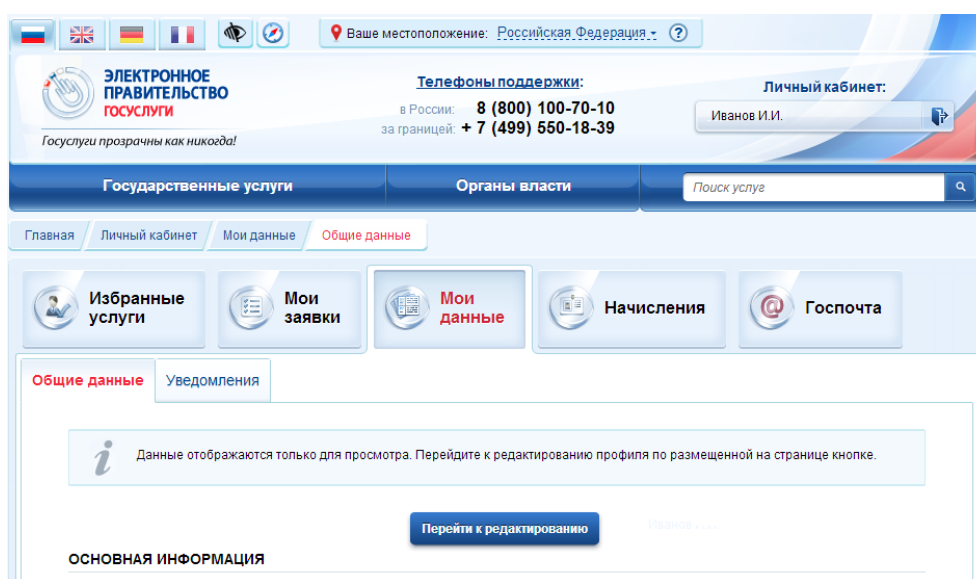 Ваше местоположение: Российская Федерация ?
ЭЛЕКТРОННОЕ
ПРАВИТЕЛЬСТВО
ГОСУСЛУГИ
Госуслуги прозрачны как никогда!
Телефоны поддержки:
в России: 8 (800) 100-70-10
за границей: + 7 (499) 550-18-39
Личный кабинет:
Иванов И.И.
Государственные услуги
Органы власти
Поиск услуг
Главная
Личный кабинет
Мои данные
Общие данные
Избранные
услуги
Мои
заявки
Мои
данные
Начисления
Госпочта
Общие данные
Уведомления
Данные отображаются только для просмотра. Перейдите к редактированию профиля по размещенной на странице кнопке.
Перейти к редактированию
ОСНОВНАЯ ИНФОРМАЦИЯ